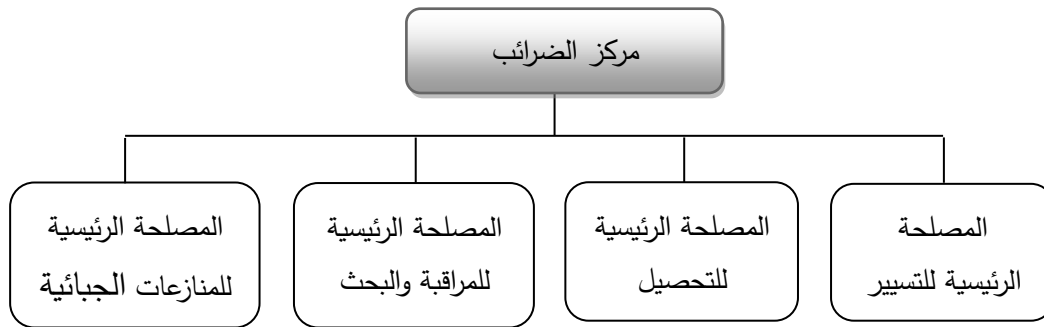 مركز الضرائب
المصلحة
الرئيسية للتسيير
المصلحة الرئيسية
للتحصيل
المصلحة الرئيسية
للمراقبة والبحث
المصلحة الرئيسية
للمنازعات الجبائية